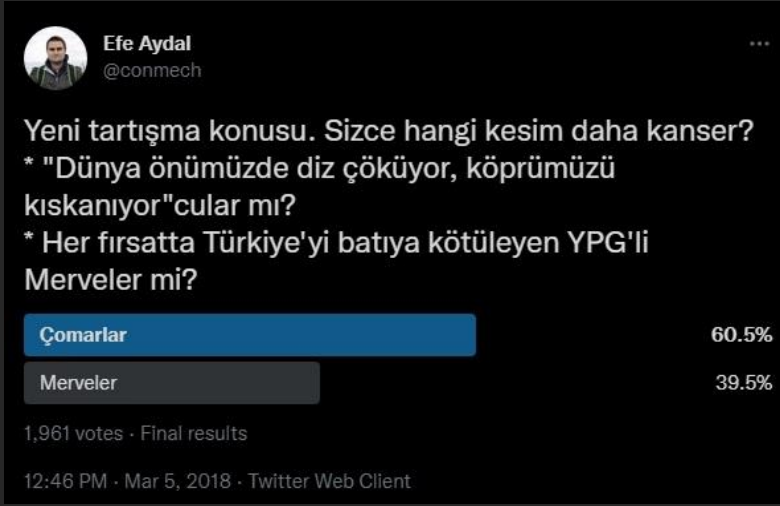 Efe Aydal
@conmech
Yeni tartışma konusu. Sizce hangi kesim daha kanser?
* "Dünya önümüzde diz çöküyor, köprümüzü
kıskanıyor"cular mı?
* Her fırsatta Türkiye'yi batıya kötüleyen YPG'li
Merveler mi?
Çomarlar 60.5%
Merveler 39.5%
1,961 votes · Final results
12:46 PM · Mar 5, 2018 · Twitter Web Client